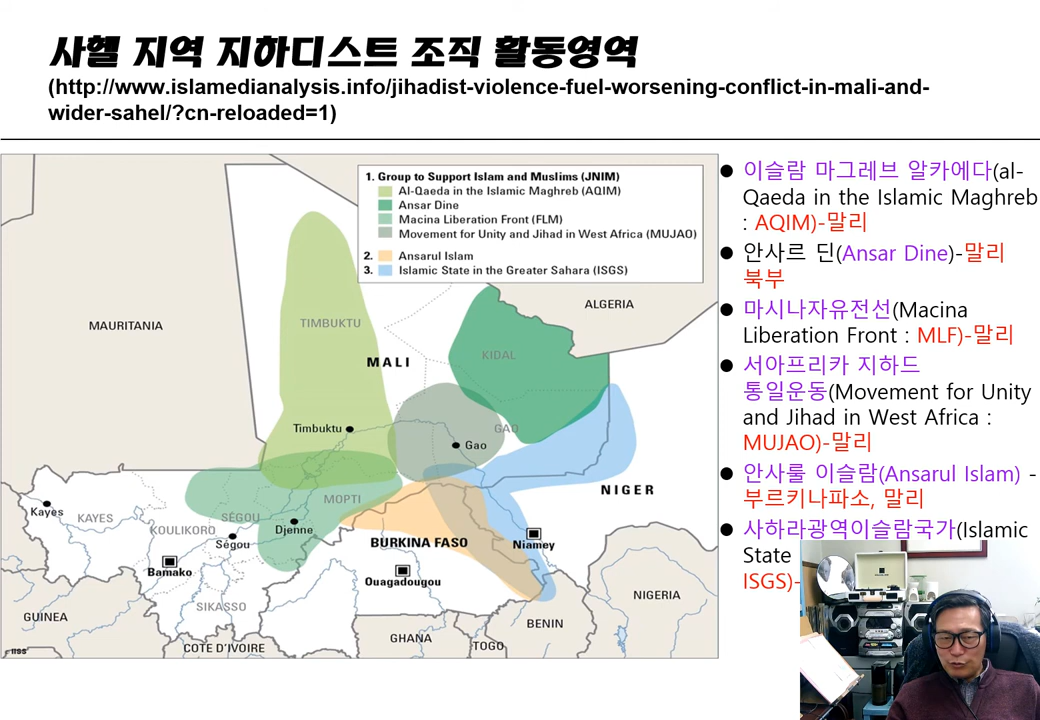 사헬 지역 지하디스트 조직 활동영역
(http://www.islamedianalysis.info/jihadist-violence-fuel-worsening-conflict-in-mali-and-
wider-sahel/?cn-reloaded=1)
1. Group to Support Islam and Muslims (JNIM)
Al-Qaeda in the Islamic Maghreb (AQIM)
Ansar Dine
Macina Liberation Front (FLM)
Movement for Unity and Jihad in West Africa (MUJAO)
2. Ansarul Islam
3. Islamic State in the Greater Sahara (ISGS)
ALGERIA
MAURITANIA
TIMBUKTU
MALI
KIDAL
Timbuktu
GAO
Gao
NIGER
MOPTI
Kayes
KAYES
SÉGOU
KOULIKORO
Djenne
Ségou
BURKINA FASO
Niamey
Bamako
Ouagadougou
SIKASSO
NIGERIA
GUINEA
BENIN
GHANA
TOGO
COTE D'IVOIRE
IISS
● 이슬람 마그레브 알카에다(al-
Qaeda in the Islamic Maghreb
: AQIM)-말리
● 안사르 딘(Ansar Dine)-말리
북부
● 마시나자유전선(Macina
Liberation Front : MLF)-말리
● 서아프리카 지하드
통일운동(Movement for Unity
and Jihad in West Africa :
MUJAO)-말리
● 안사룰 이슬람(Ansarul Islam) -
부르키나파소, 말리
● 사하라광역이슬람국가(Islamic
State
ISGS)-